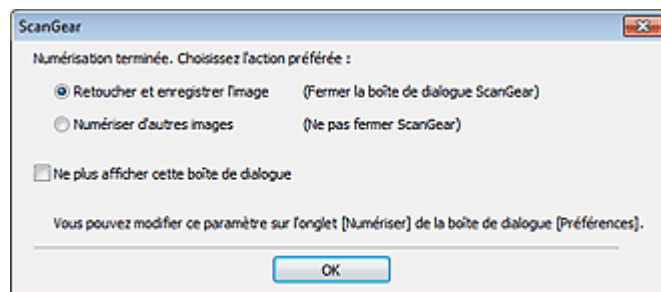 ScanGear
Numérisation terminée. Choisissez l'action préférée :
Retoucher et enregistrer l'image (Fermer la boîte de dialogue ScanGear)
Numériser d'autres images (Ne pas fermer ScanGear)
Ne plus afficher cette boîte de dialogue
Vous pouvez modifier ce paramètre sur l'onglet [Numériser] de la boîte de dialogue [Préférences].
OK